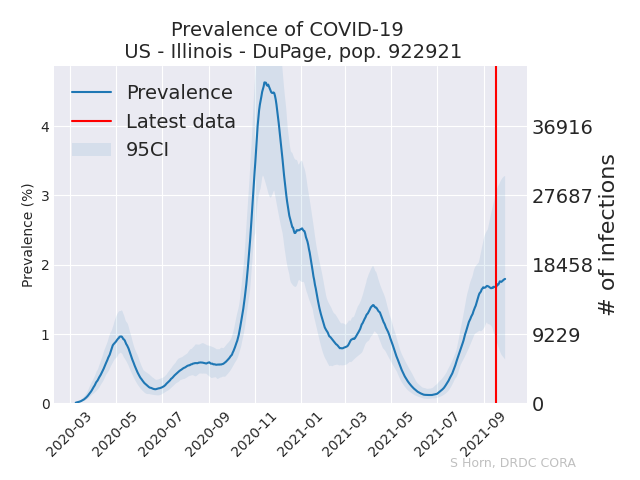 Prevalence of COVID-19
US - Illinois - DuPage, pop. 922921
Prevalence
Latest data
95CI
Prevalence (%)
4
3
2
1
0
36916
27687
18458
9229
0
# of infections
2020-03
2020-05
2020-07
2020-09
2020-11
2021-01
2021-03
2021-05
2021-07
2021-09
S Horn, DRDC CORA